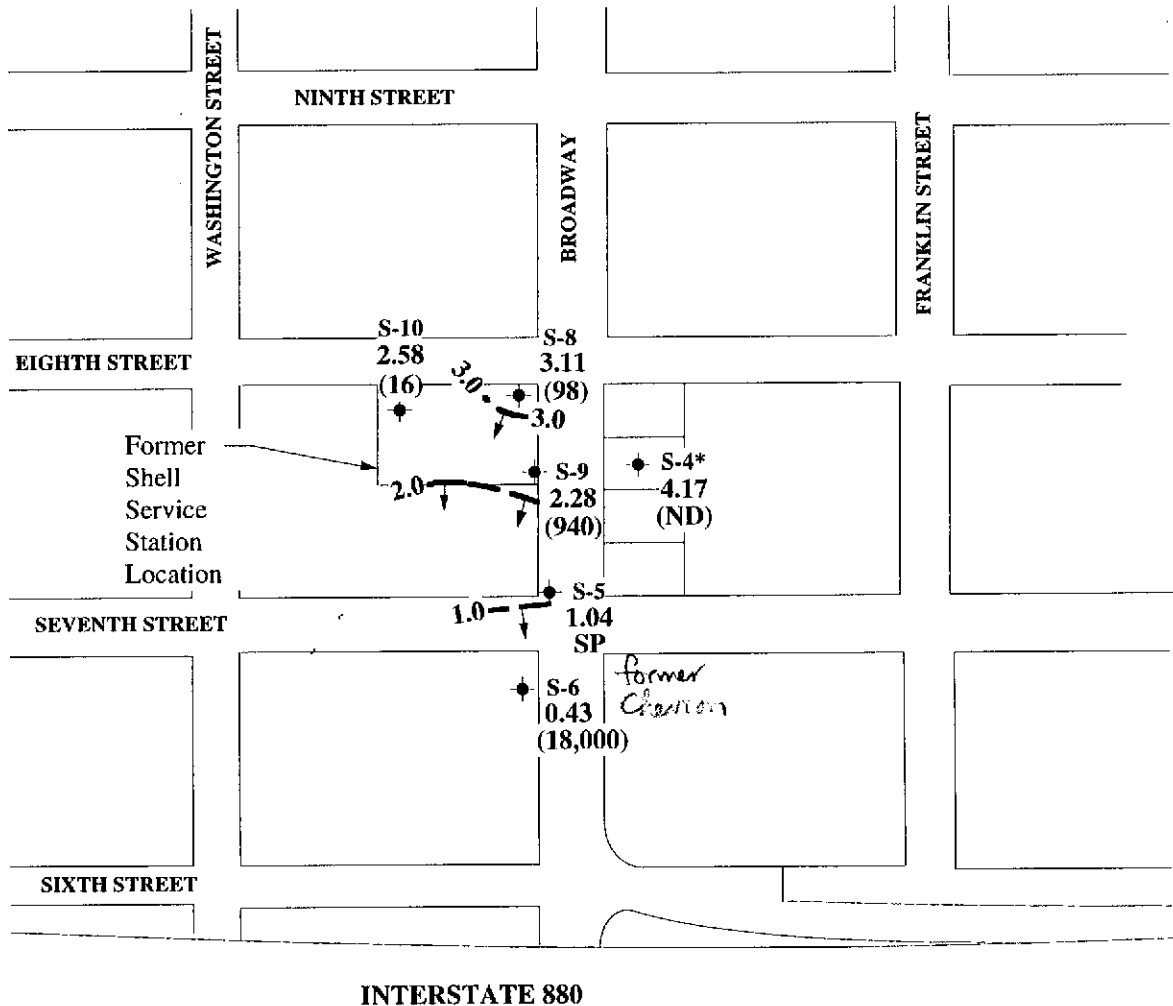 WASHINGTON STREET
NINTH STREET
BROADWAY
FRANKLIN STREET
EIGHTH STREET
S-10
2.58
(16)
S-8
3.11
(98)
3.0
3.0
Former
Shell
Service
Station
Location
S-9
2.28
(940)
2.0
S-4*
4.17
(ND)
SEVENTH STREET
1.0
S-5
1.04
SP
former
Chevron
S-6
0.43
(18,000)
SIXTH STREET
INTERSTATE 880